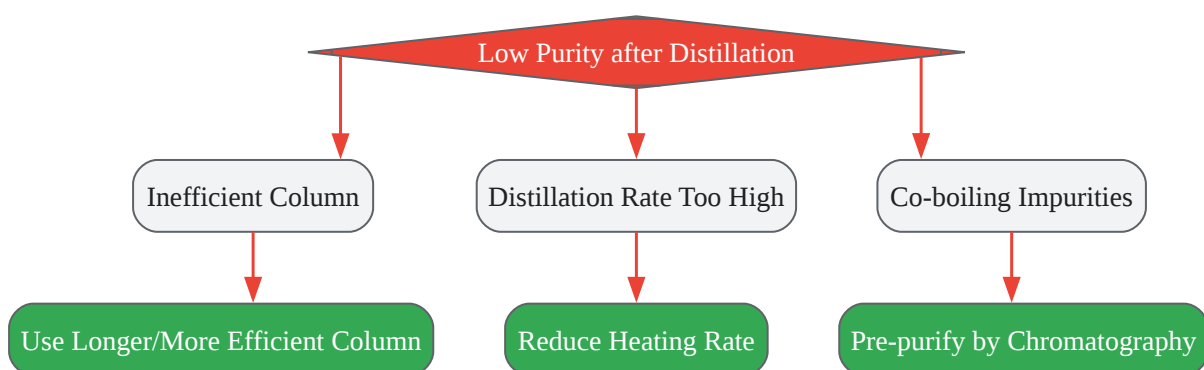 Low Purity after Distillation
Inefficient Column
Distillation Rate Too High
Co-boiling Impurities
Use Longer/More Efficient Column
Reduce Heating Rate
Pre-purify by Chromatography